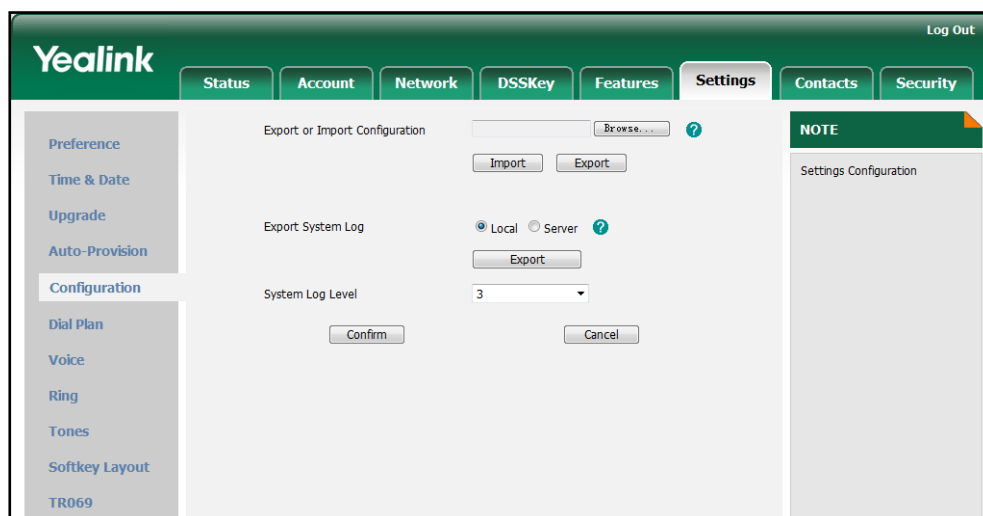 Log Out
Yealink
Status Account Network DSSKey Features Settings Contacts Security
Preference
Time & Date
Upgrade
Auto-Provision
Configuration
Dial Plan
Voice
Ring
Tones
Softkey Layout
TR069
Export or Import Configuration Browse... ?
Import Export
Export System Log Local Server ?
Export
System Log Level 3
Confirm Cancel
NOTE
Settings Configuration